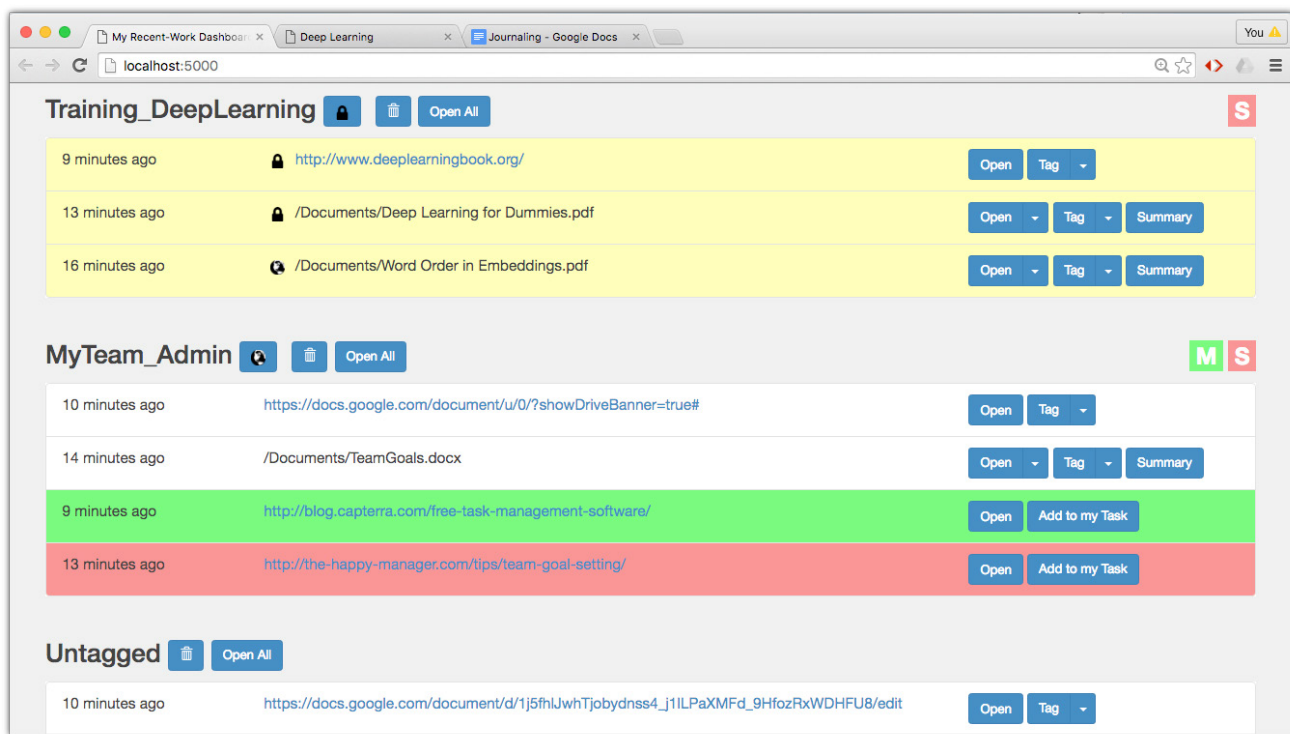 My Recent-Work Dashboar Deep Learning Journaling - Google Docs You
localhost:5000
Training_DeepLearning Open All S
9 minutes ago http://www.deeplearningbook.org/ Open Tag
13 minutes ago /Documents/Deep Learning for Dummies.pdf Open Tag Summary
16 minutes ago /Documents/Word Order in Embeddings.pdf Open Tag Summary
MyTeam_Admin Open All M S
10 minutes ago https://docs.google.com/document/u/0/?showDriveBanner=true# Open Tag
14 minutes ago /Documents/TeamGoals.docx Open Tag Summary
9 minutes ago http://blog.capterra.com/free-task-management-software/ Open Add to my Task
13 minutes ago http://the-happy-manager.com/tips/team-goal-setting/ Open Add to my Task
Untagged Open All
10 minutes ago https://docs.google.com/document/d/1j5fhlJwhTjobydnss4_j1ILPaXMFd_9HfozRxWDHFU8/edit Open Tag